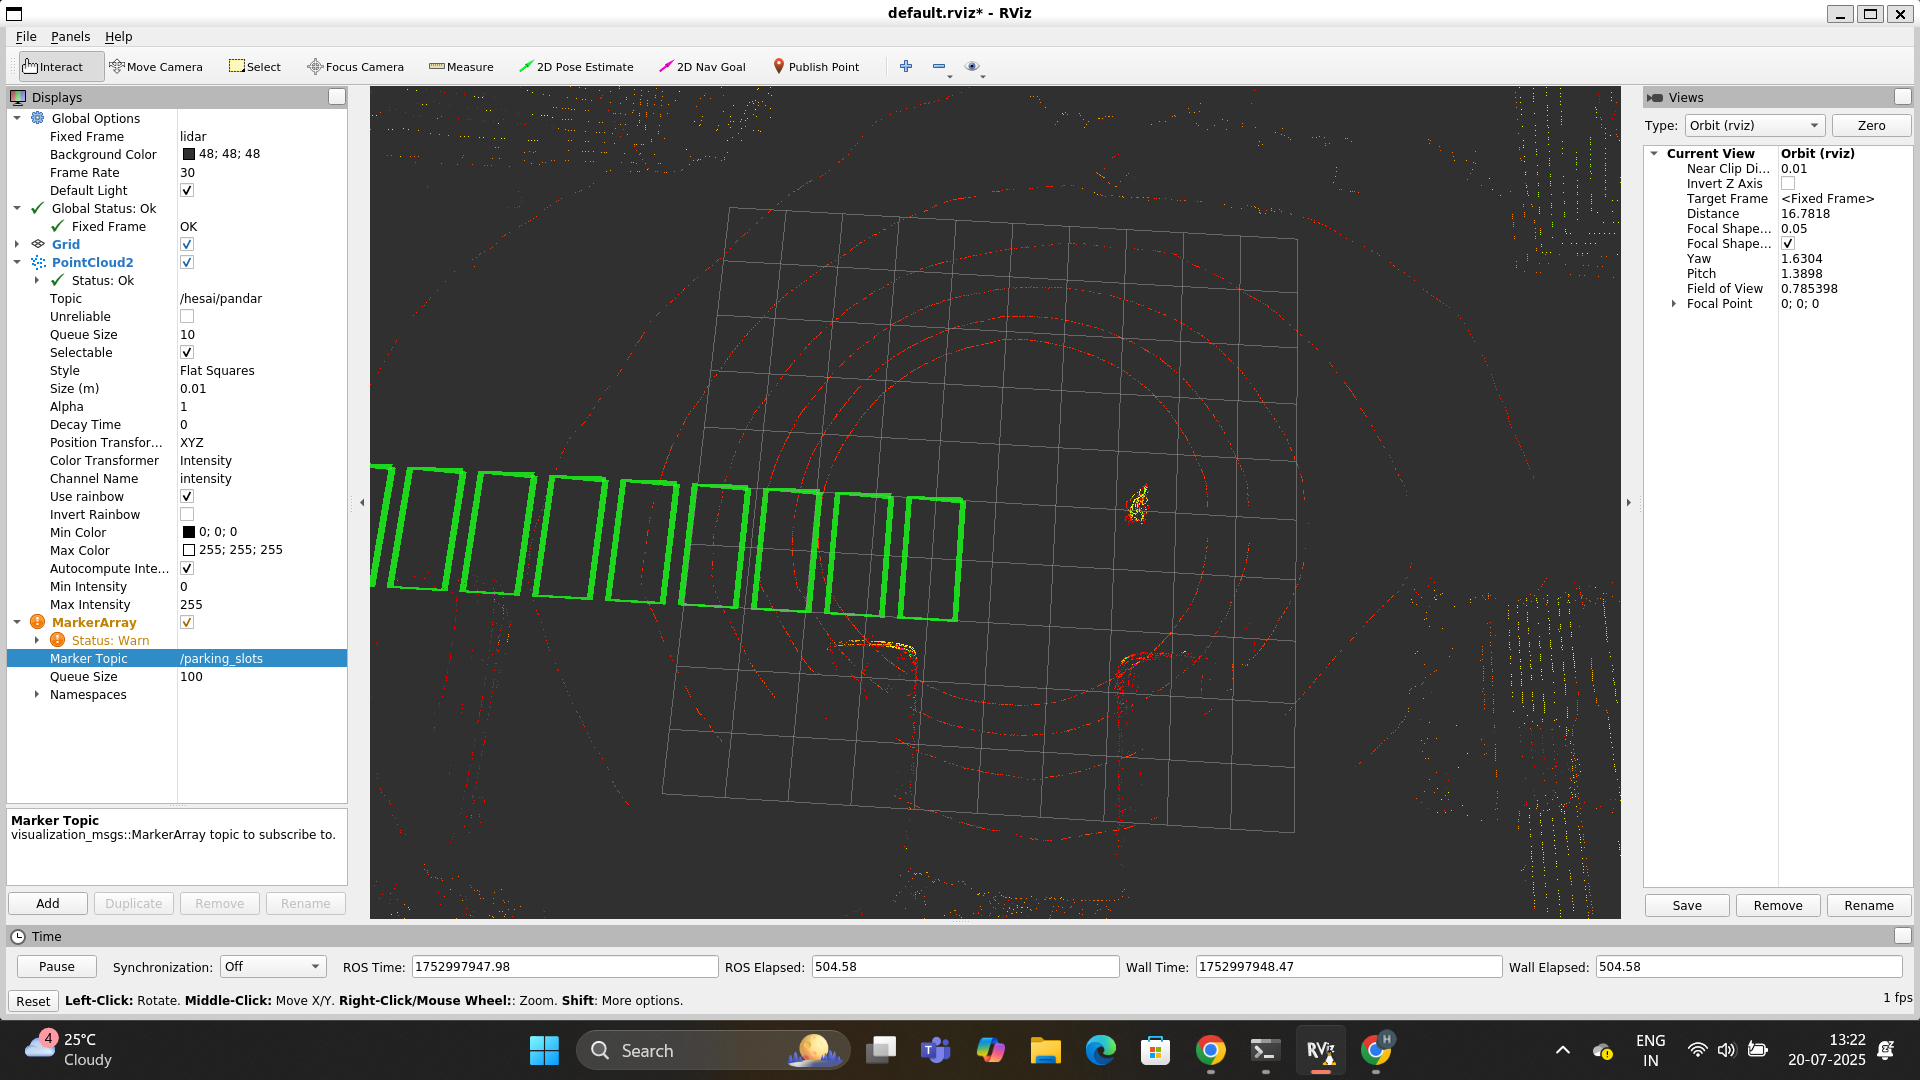 default.rviz* - RViz
File Panels Help
Interact Move Camera Select Focus Camera Measure 2D Pose Estimate 2D Nav Goal Publish Point
Displays
Global Options
Fixed Frame lidar
Background Color 48; 48; 48
Frame Rate 30
Default Light
Global Status: Ok
Fixed Frame OK
Grid
PointCloud2
Status: Ok
Topic /hesai/pandar
Unreliable
Queue Size 10
Selectable
Style Flat Squares
Size (m) 0.01
Alpha 1
Decay Time 0
Position Transfor... XYZ
Color Transformer Intensity
Channel Name intensity
Use rainbow
Invert Rainbow
Min Color 0; 0; 0
Max Color 255; 255; 255
Autocompute Inte...
Min Intensity 0
Max Intensity 255
MarkerArray
Status: Warn
Marker Topic /parking_slots
Queue Size 100
Namespaces
Marker Topic
visualization_msgs::MarkerArray topic to subscribe to.
Add Duplicate Remove Rename
Views
Type: Orbit (rviz) Zero
Current View Orbit (rviz)
Near Clip Di... 0.01
Invert Z Axis
Target Frame <Fixed Frame>
Distance 16.7818
Focal Shape... 0.05
Focal Shape...
Yaw 1.6304
Pitch 1.3898
Field of View 0.785398
Focal Point 0; 0; 0
Save Remove Rename
Time
Pause Synchronization: Off ROS Time: 1752997947.98 ROS Elapsed: 504.58 Wall Time: 1752997948.47 Wall Elapsed: 504.58
Reset Left-Click: Rotate. Middle-Click: Move X/Y. Right-Click/Mouse Wheel:: Zoom. Shift: More options. 1 fps
4 25°C
Cloudy
Search
RViz
H
ENG
IN
13:22
20-07-2025